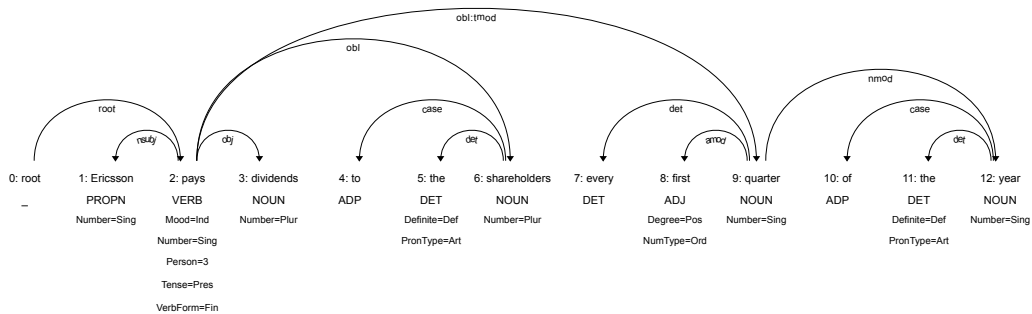 obl:tmod
obl
nmod
root
case
det
case
nsubj
obj
det
amod
det
0: root 1: Ericsson 2: pays 3: dividends 4: to 5: the 6: shareholders 7: every 8: first 9: quarter 10: of 11: the 12: year
_ PROPN VERB NOUN ADP DET NOUN DET ADJ NOUN ADP DET NOUN
Number=Sing Mood=Ind Number=Plur Definite=Def Number=Plur Degree=Pos Number=Sing Definite=Def Number=Sing
Number=Sing PronType=Art NumType=Ord PronType=Art
Person=3
Tense=Pres
VerbForm=Fin